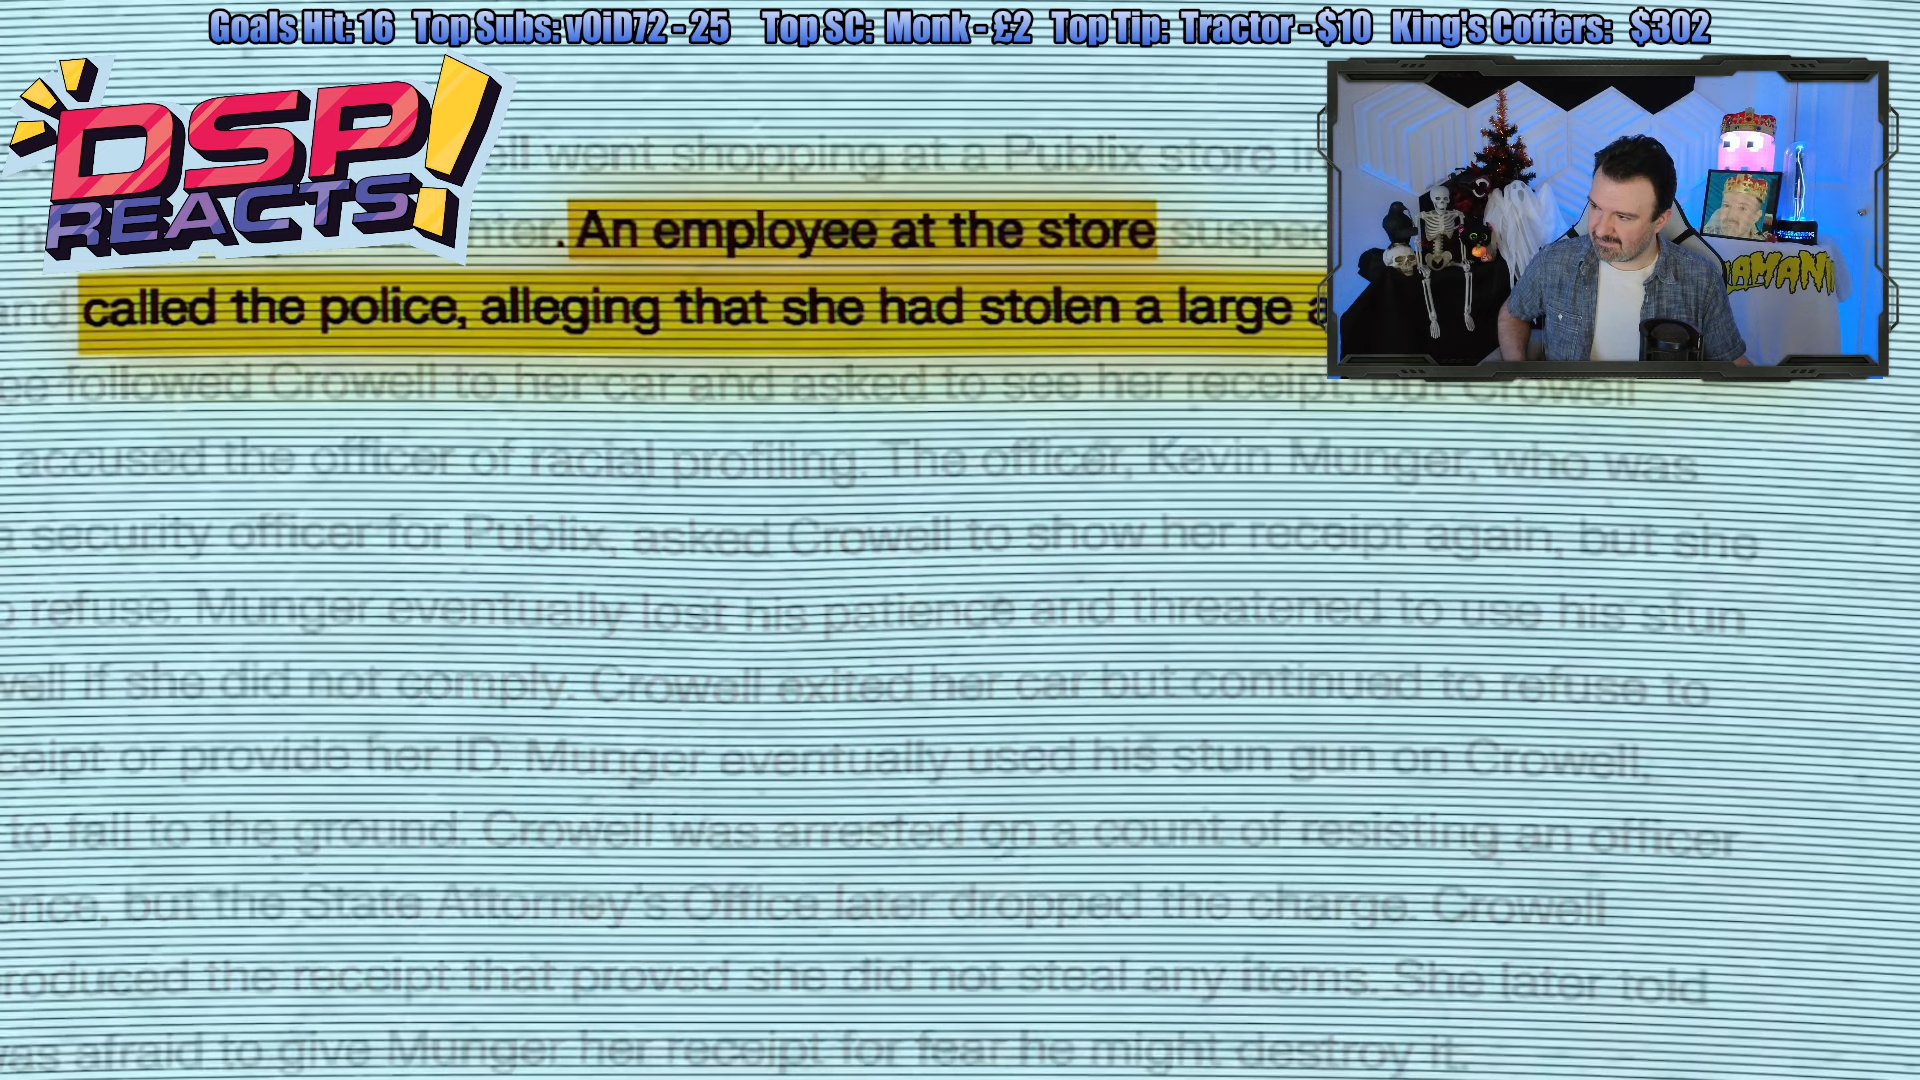 Goals Hit: 16 Top Subs: v0iD72 - 25 Top SC: Monk - £2 Top Tip: Tractor - $10 King's Coffers: $302
DSP
REACTS!
went shopping at a Publix store
. An employee at the store
and called the police, alleging that she had stolen a large
followed Crowell to her car and asked to see her receipt, but Crowell
accused the officer of racial profiling. The officer, Kevin Munger, who was
a security officer for Publix, asked Crowell to show her receipt again, but she
refuse. Munger eventually lost his patience and threatened to use his stun
if she did not comply. Crowell exited her car but continued to refuse to
or provide her ID. Munger eventually used his stun gun on Crowell,
to fall to the ground. Crowell was arrested on a count of resisting an officer
but the State Attorney's Office later dropped the charge. Crowell
the receipt that proved she did not steal any items. She later told
afraid to give Munger her receipt for fear he might destroy it.